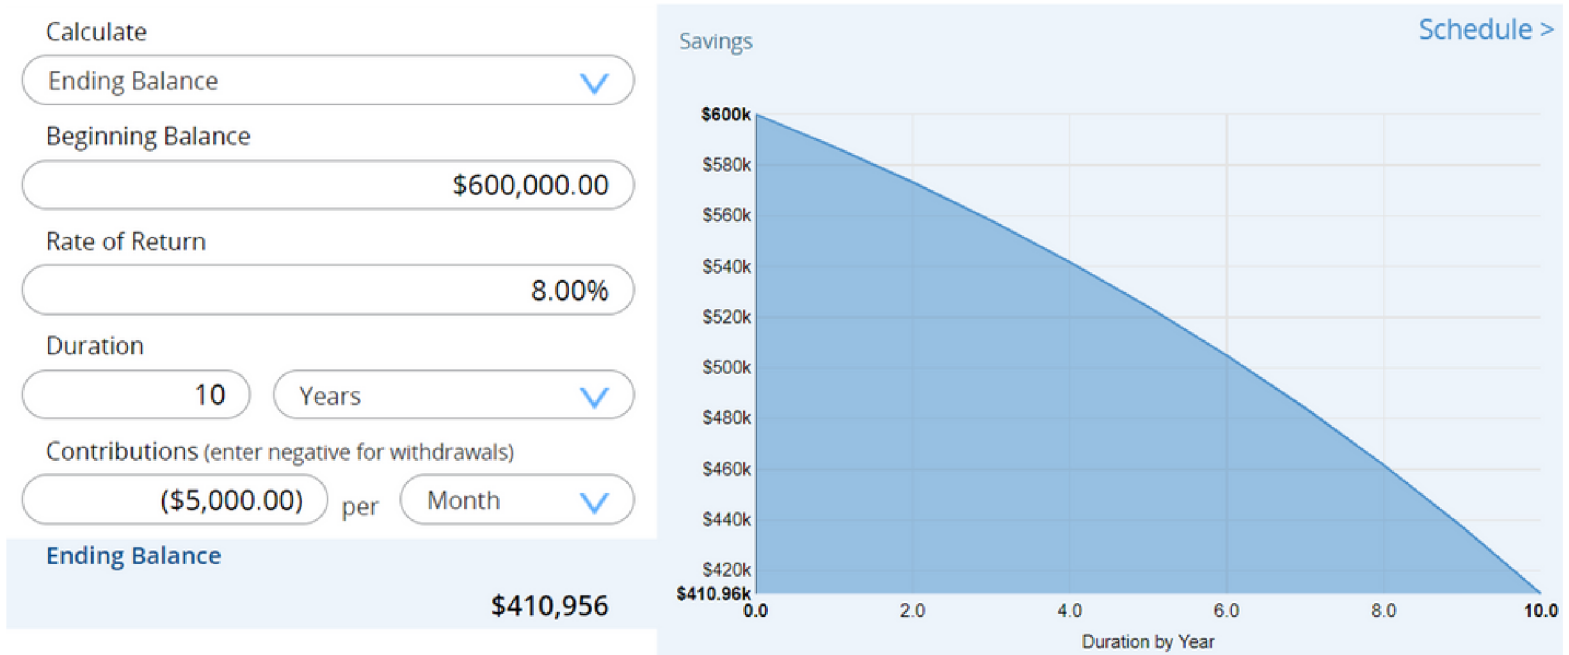 Calculate
Ending Balance
Beginning Balance
$600,000.00
Rate of Return
8.00%
Duration
10 Years
Contributions (enter negative for withdrawals)
($5,000.00) per Month
Ending Balance
$410,956
Savings
Schedule >
$600k
$580k
$560k
$540k
$520k
$500k
$480k
$460k
$440k
$420k
$410.96k
0.0 2.0 4.0 6.0 8.0 10.0
Duration by Year